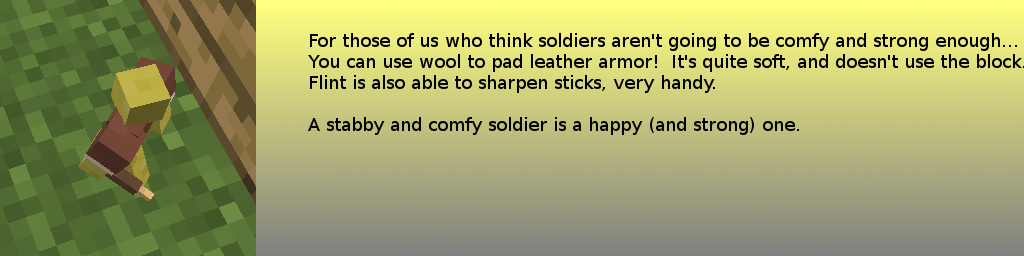 For those of us who think soldiers aren't going to be comfy and strong enough...
You can use wool to pad leather armor!  It's quite soft, and doesn't use the block.
Flint is also able to sharpen sticks, very handy.
A stabby and comfy soldier is a happy (and strong) one.